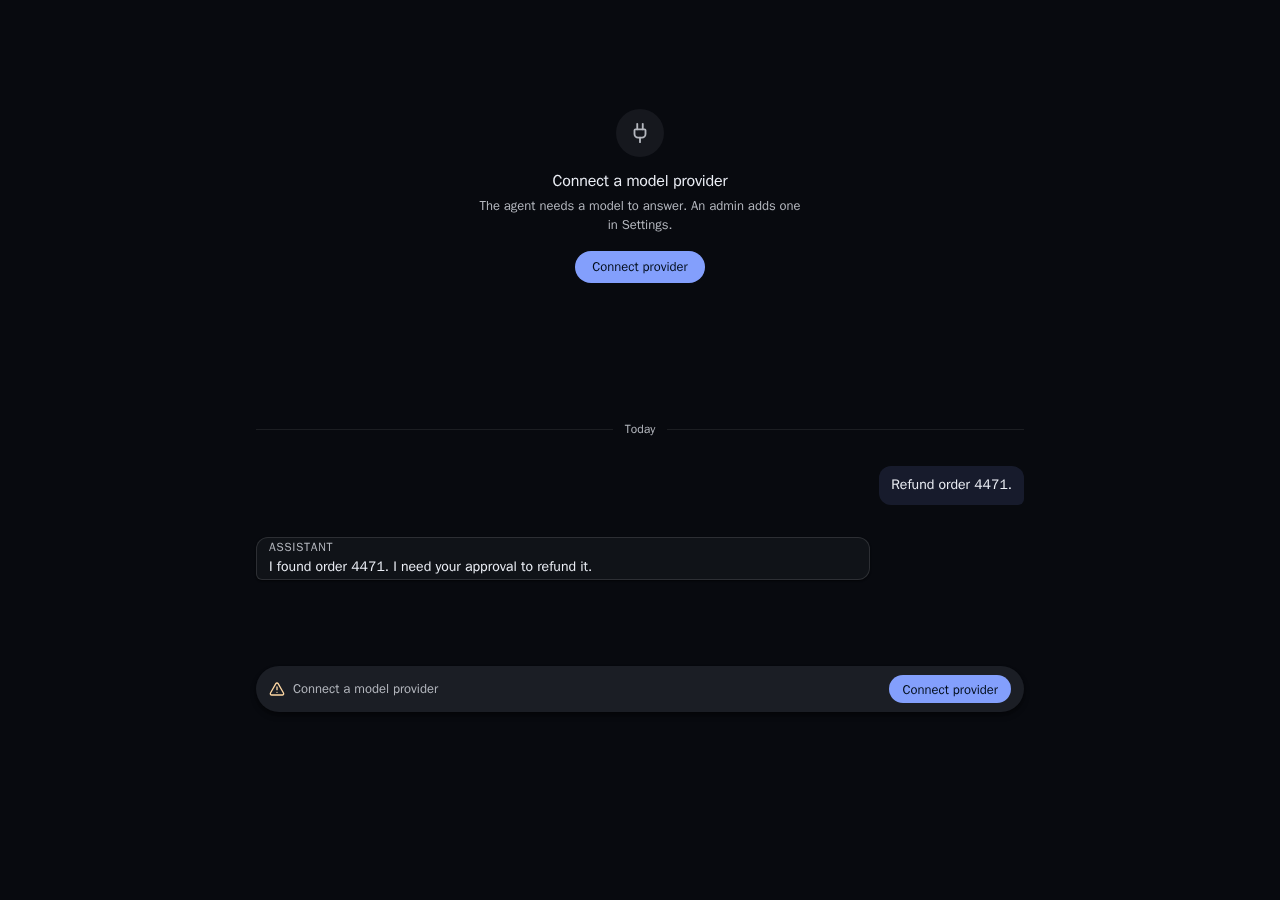 Connect a model provider
The agent needs a model to answer. An admin adds one
in Settings.
Connect provider
Today
Refund order 4471.
ASSISTANT
I found order 4471. I need your approval to refund it.
Connect a model provider
Connect provider